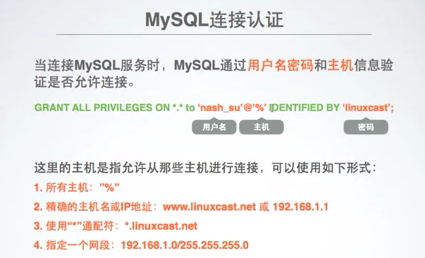 MySQL连接认证
当连接MySQL服务时，MySQL通过用户名密码和主机信息验
证是否允许连接。
GRANT ALL PRIVILEGES ON *.* to 'nash_su'@'%' IDENTIFIED BY 'linuxcast';
用户名 主机 密码
这里的主机是指允许从那些主机进行连接，可以使用如下形式：
1. 所有主机："%"
2. 精确的主机名或IP地址：www.linuxcast.net 或 192.168.1.1
3. 使用“*”通配符：*.linuxcast.net
4. 指定一个网段：192.168.1.0/255.255.255.0